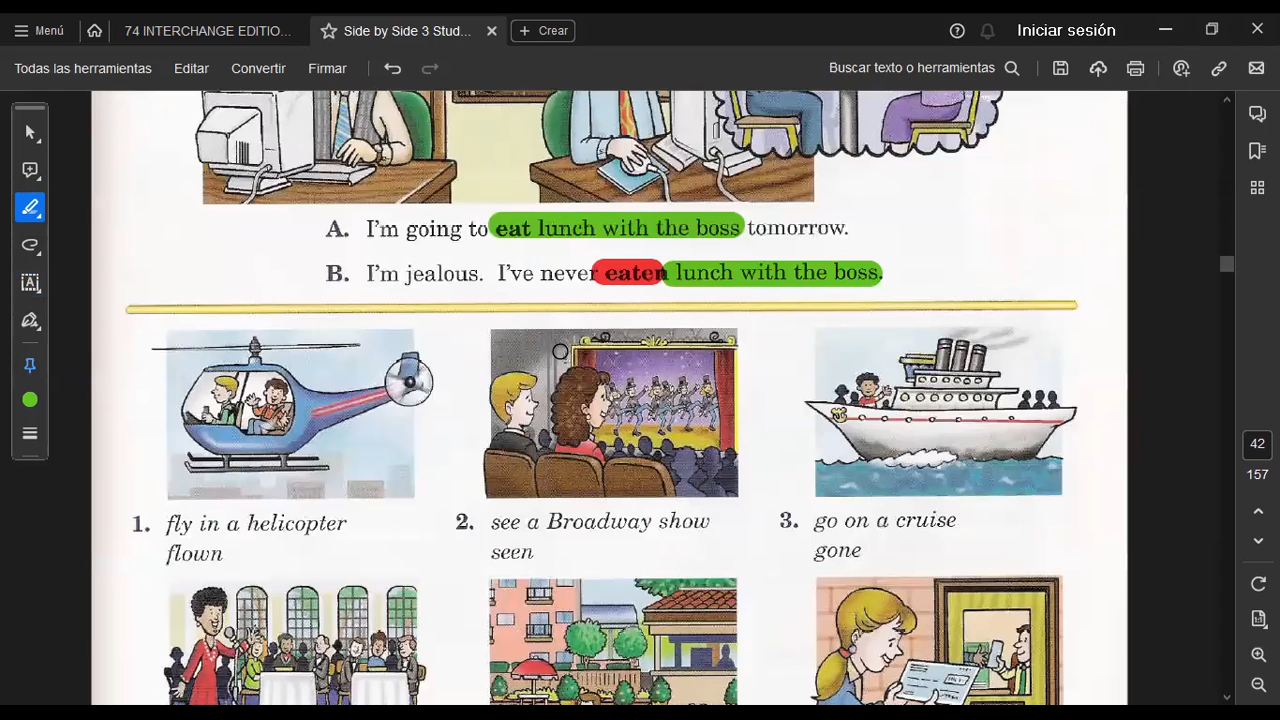 Menú
74 INTERCHANGE EDITIO...
Side by Side 3 Stud...
Crear
Iniciar sesión
Todas las herramientas
Editar
Convertir
Firmar
Buscar texto o herramientas
A. I'm going to eat lunch with the boss tomorrow.
B. I'm jealous. I've never eaten lunch with the boss.
42
157
1. fly in a helicopter
flown
2. see a Broadway show
seen
3. go on a cruise
gone